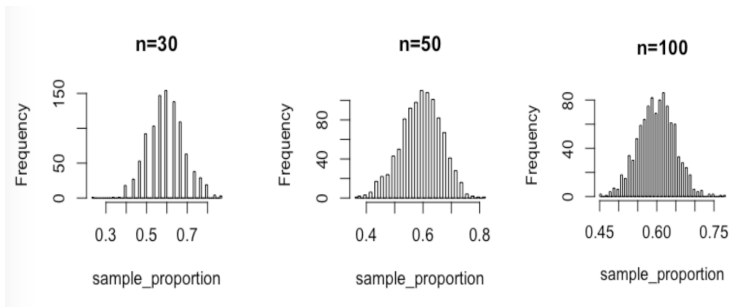 n=30
Frequency
150
50
0
0.3 0.5 0.7
sample_proportion
n=50
Frequency
80
40
0
0.4 0.6 0.8
sample_proportion
n=100
Frequency
80
40
0
0.45 0.60 0.75
sample_proportion